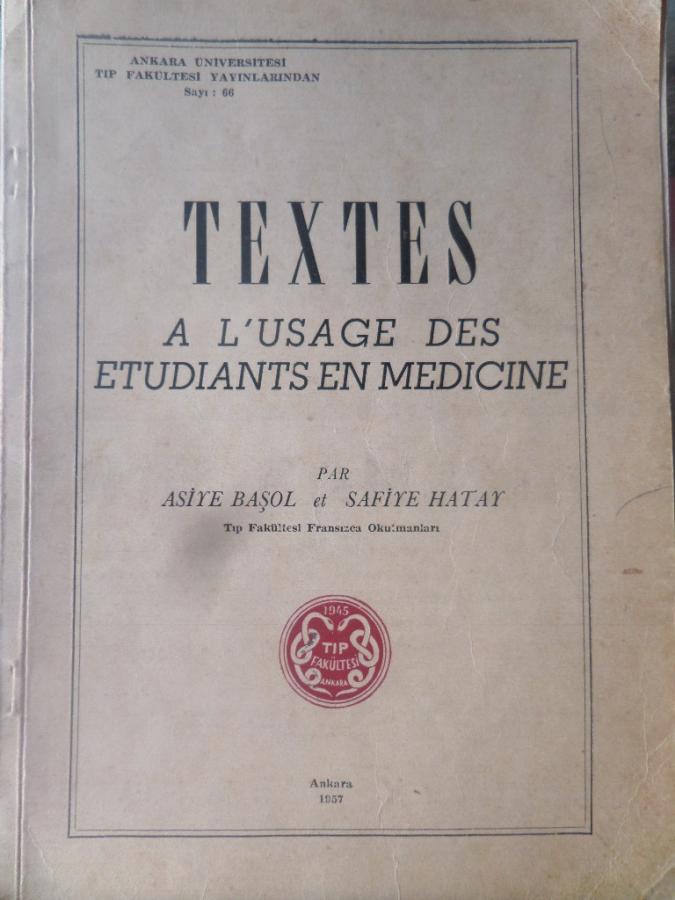 ANKARA ÜNİVERSİTESİ
TIP FAKÜLTESİ YAYINLARINDAN
Sayı : 66
TEXTES
A L'USAGE DES
ETUDIANTS EN MEDICINE
PAR
ASİYE BAŞOL et SAFİYE HATAY
Tıp Fakültesi Fransızca Okutmanları
1945
TIP
FAKÜLTESİ
ANKARA
Ankara
1957